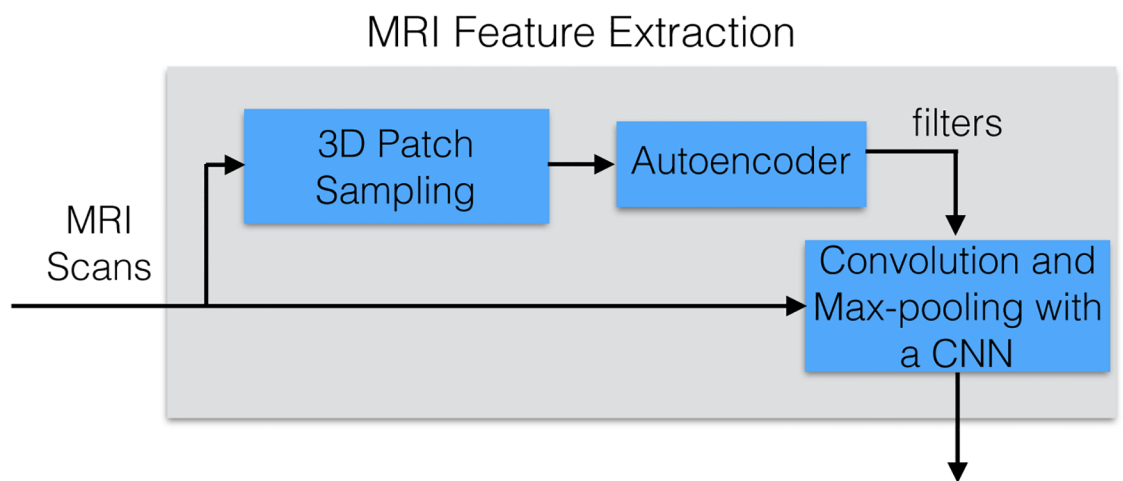 MRI Feature Extraction
3D Patch
Sampling
Autoencoder
filters
MRI
Scans
Convolution and
Max-pooling with
a CNN